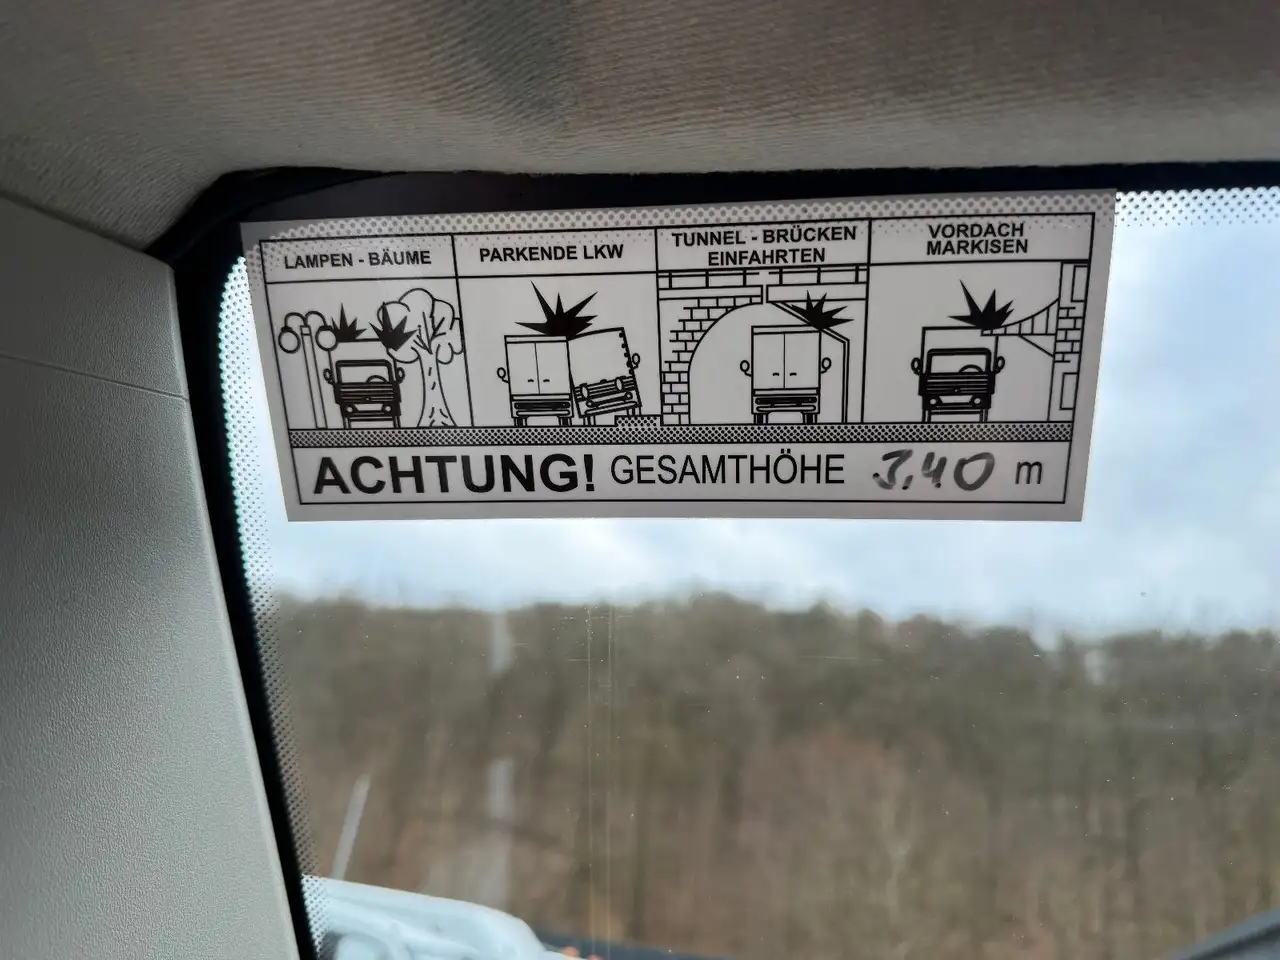 LAMPEN - BÄUME
PARKENDE LKW
TUNNEL - BRÜCKEN
EINFAHRTEN
VORDACH
MARKISEN
ACHTUNG! GESAMTHÖHE 3,40 m